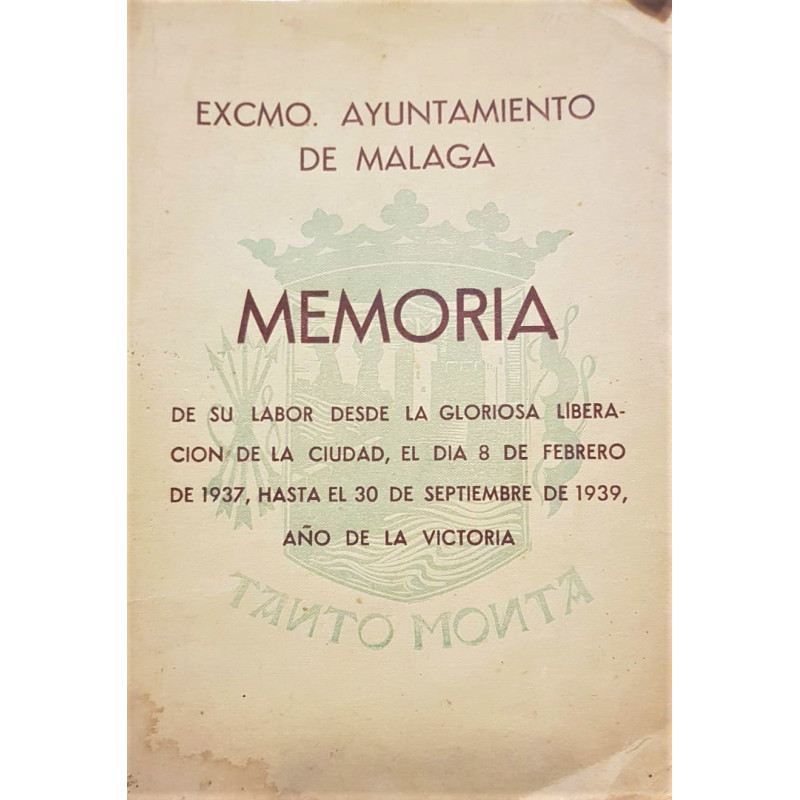 EXCMO. AYUNTAMIENTO
DE MALAGA
MEMORIA
DE SU LABOR DESDE LA GLORIOSA LIBERA-
CION DE LA CIUDAD, EL DIA 8 DE FEBRERO
DE 1937, HASTA EL 30 DE SEPTIEMBRE DE 1939,
AÑO DE LA VICTORIA
TANTO MONTA